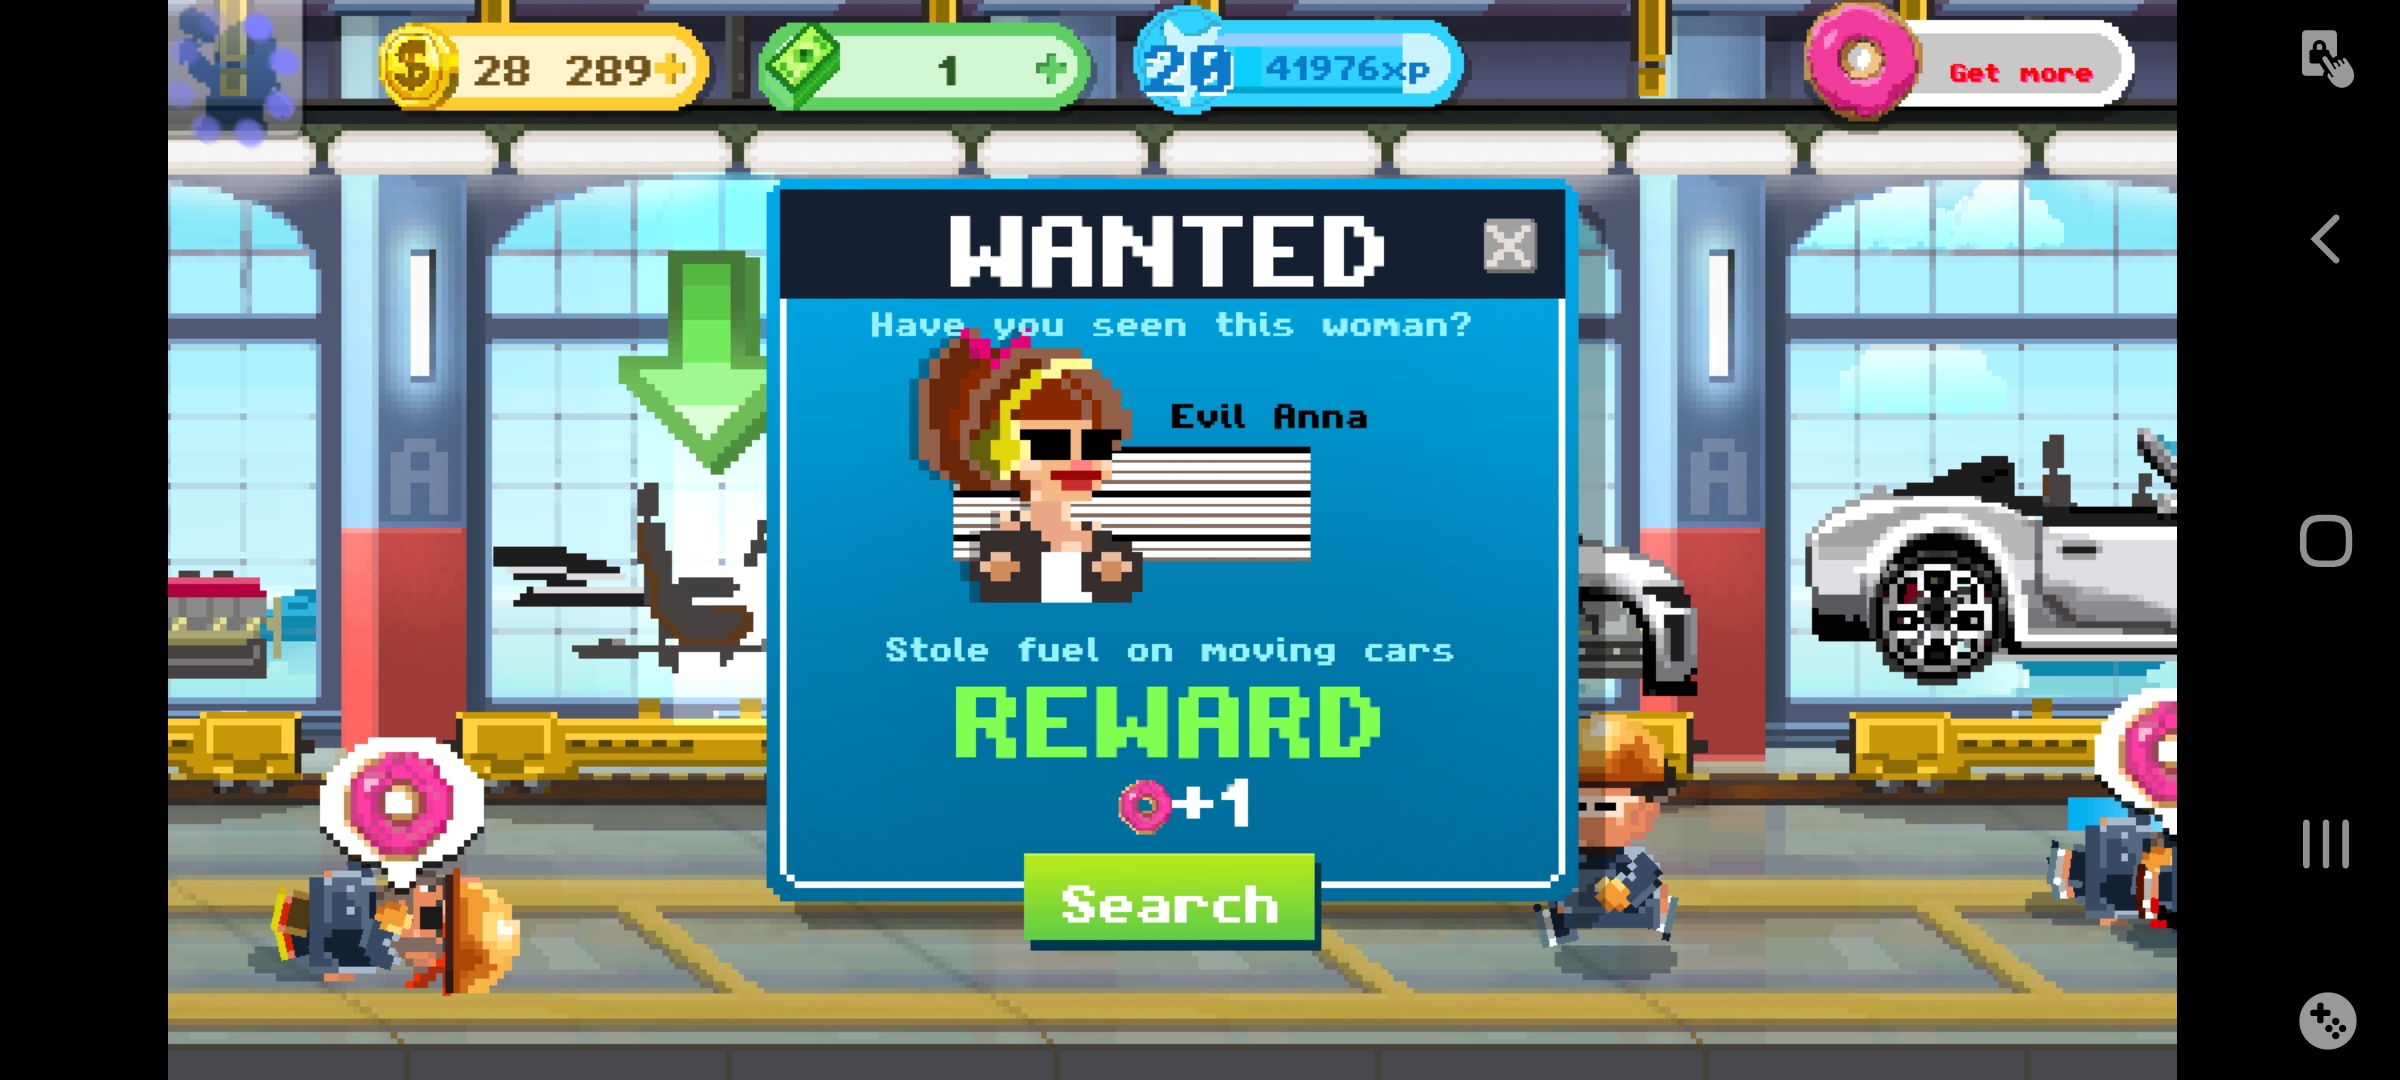 28 289
1
20 41976xp
Get more
WANTED
Have you seen this woman?
Evil Anna
Stole fuel on moving cars
REWARD
+1
Search
A
A